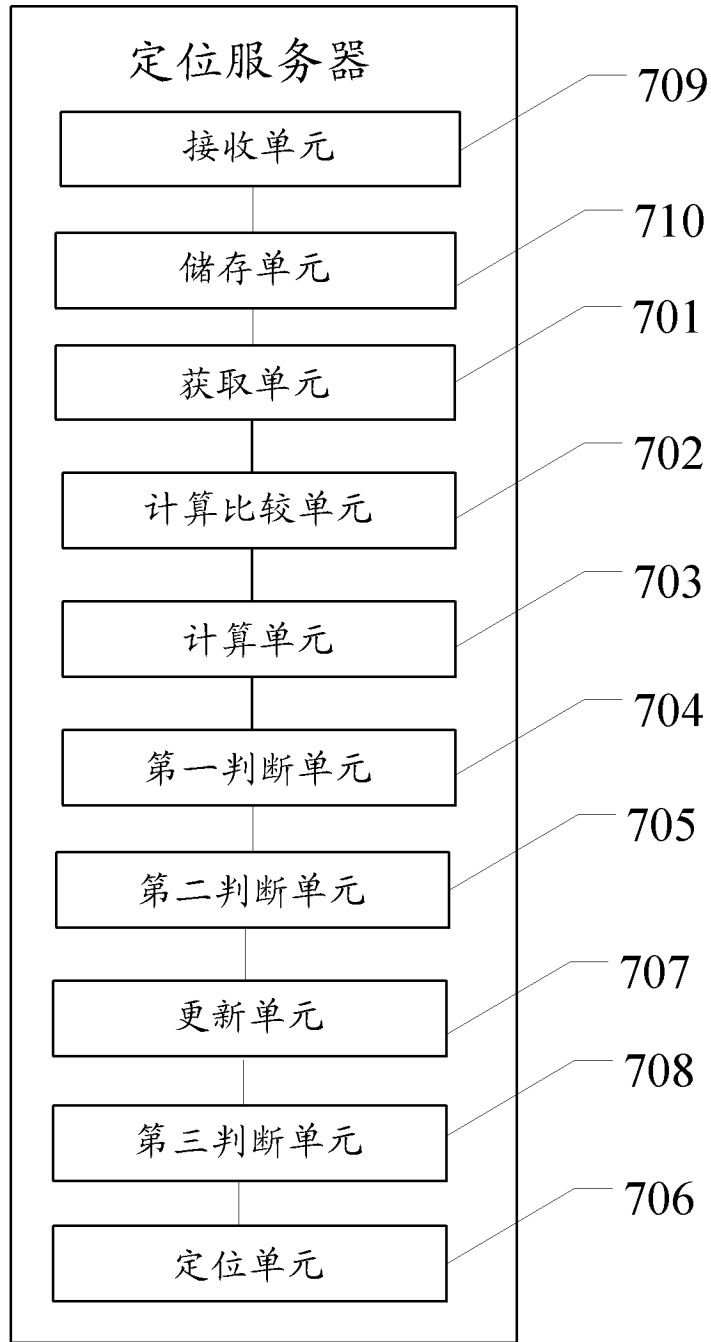 定位服务器
709
接收单元
710
储存单元
701
获取单元
702
计算比较单元
703
计算单元
704
第一判断单元
705
第二判断单元
707
更新单元
708
第三判断单元
706
定位单元